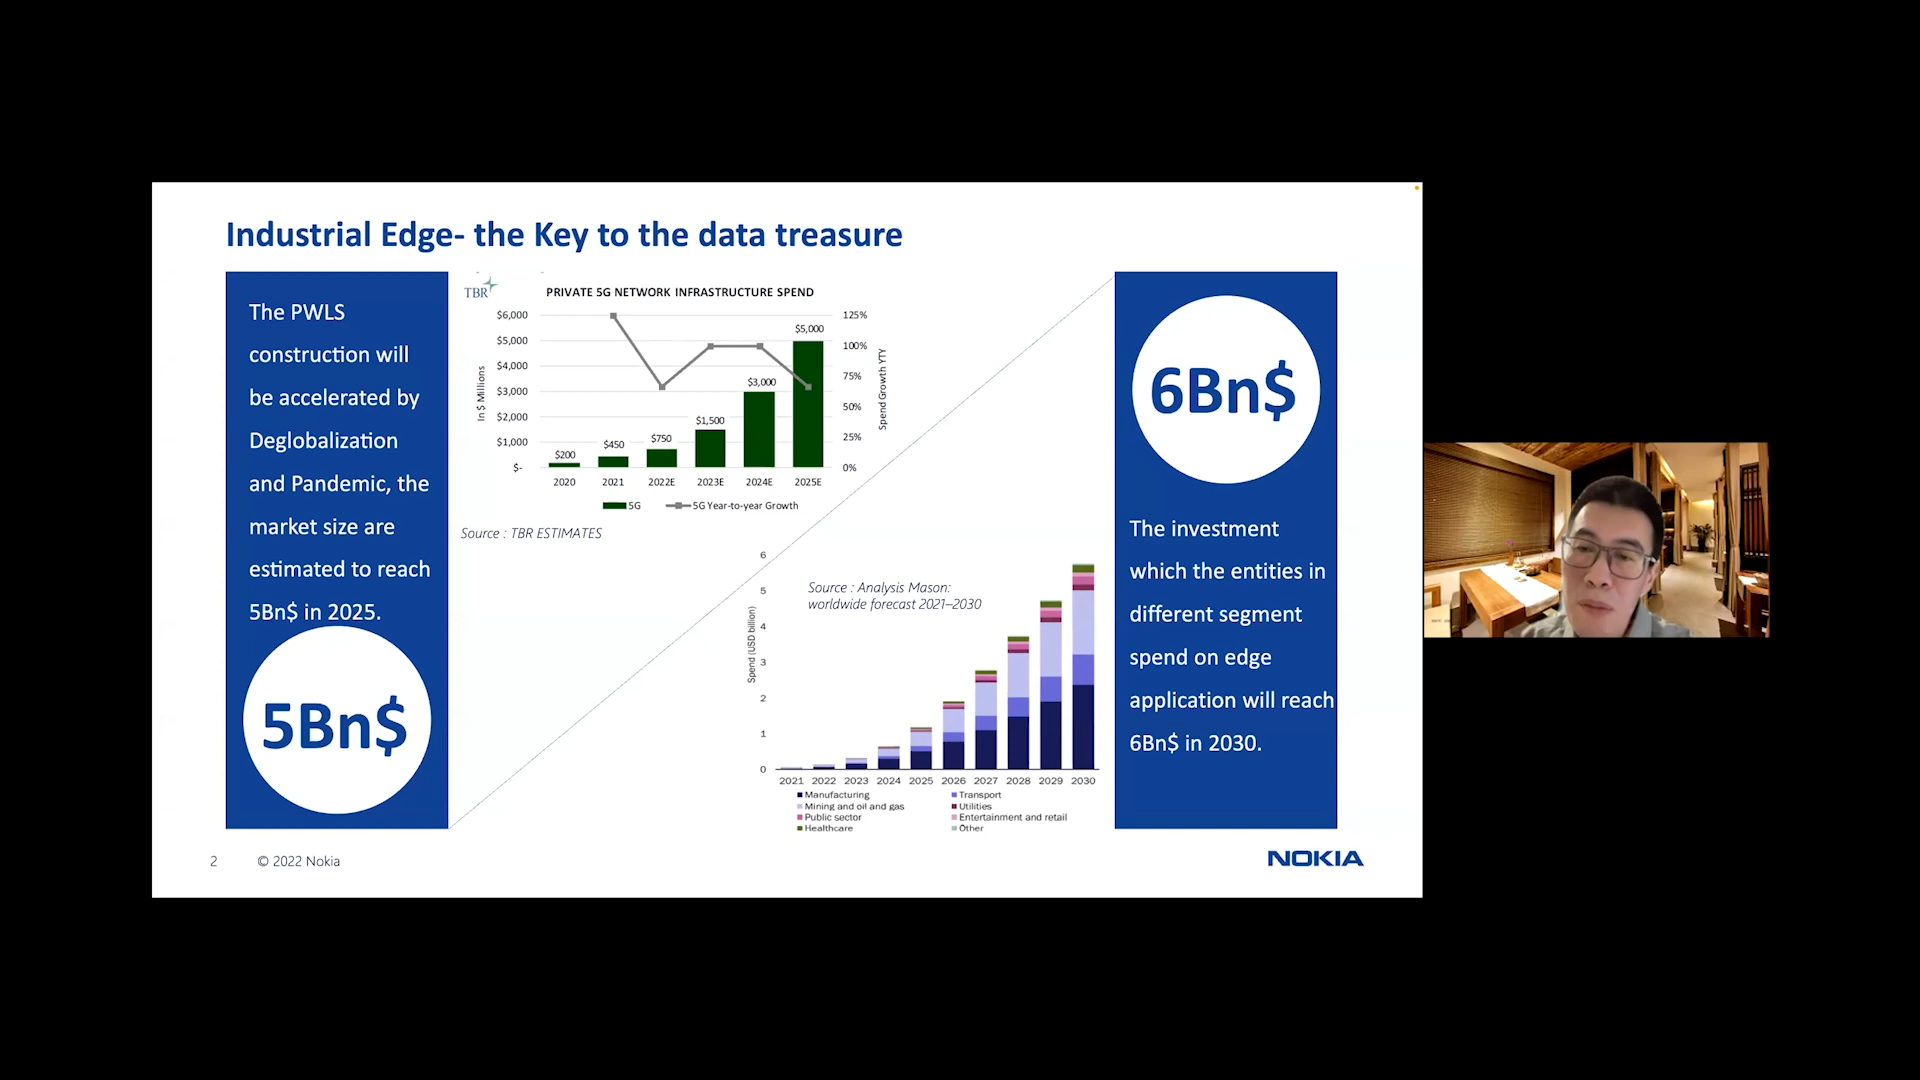 Industrial Edge- the Key to the data treasure
The PWLS
construction will
be accelerated by
Deglobalization
and Pandemic, the
market size are
estimated to reach
5Bn$ in 2025.
5Bn$
TBR
PRIVATE 5G NETWORK INFRASTRUCTURE SPEND
In $ Millions
$6,000
$5,000
$4,000
$3,000
$2,000
$1,000
$-
$200
$450
$750
$1,500
$3,000
$5,000
125%
100%
75%
50%
25%
0%
Spend Growth YTY
2020 2021 2022E 2023E 2024E 2025E
5G 5G Year-to-year Growth
Source : TBR ESTIMATES
Source : Analysis Mason:
worldwide forecast 2021–2030
Spend (USD billion)
6
5
4
3
2
1
0
2021 2022 2023 2024 2025 2026 2027 2028 2029 2030
Manufacturing Transport
Mining and oil and gas Utilities
Public sector Entertainment and retail
Healthcare Other
6Bn$
The investment
which the entities in
different segment
spend on edge
application will reach
6Bn$ in 2030.
2 © 2022 Nokia
NOKIA